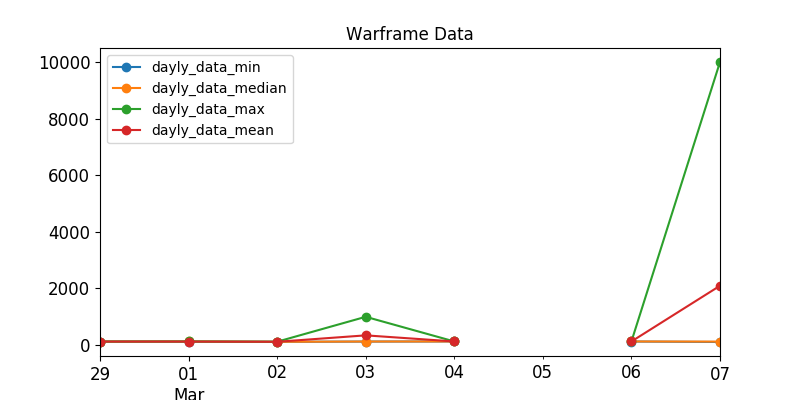 Warframe Data
dayly_data_min
dayly_data_median
dayly_data_max
dayly_data_mean
10000
8000
6000
4000
2000
0
29 01 02 03 04 05 06 07
Mar